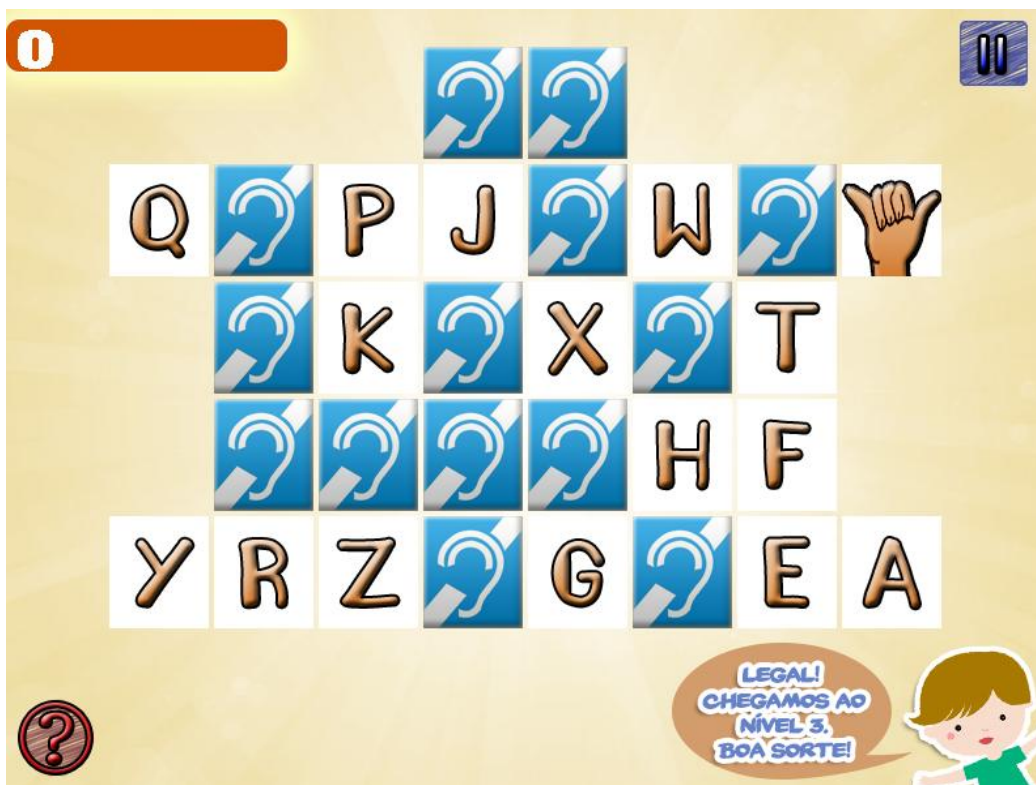 0
Q P J W
K X T
H F
Y R Z G E A
LEGAL!
CHEGAMOS AO
NÍVEL 3.
BOA SORTE!
?